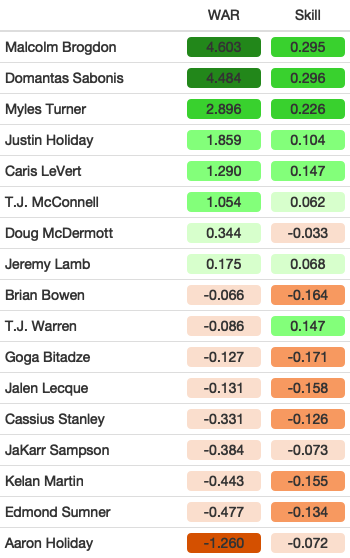 WAR Skill
Malcolm Brogdon 4.603 0.295
Domantas Sabonis 4.484 0.296
Myles Turner 2.896 0.226
Justin Holiday 1.859 0.104
Caris LeVert 1.290 0.147
T.J. McConnell 1.054 0.062
Doug McDermott 0.344 -0.033
Jeremy Lamb 0.175 0.068
Brian Bowen -0.066 -0.164
T.J. Warren -0.086 0.147
Goga Bitadze -0.127 -0.171
Jalen Lecque -0.131 -0.158
Cassius Stanley -0.331 -0.126
JaKarr Sampson -0.384 -0.073
Kelan Martin -0.443 -0.155
Edmond Sumner -0.477 -0.134
Aaron Holiday -1.260 -0.072